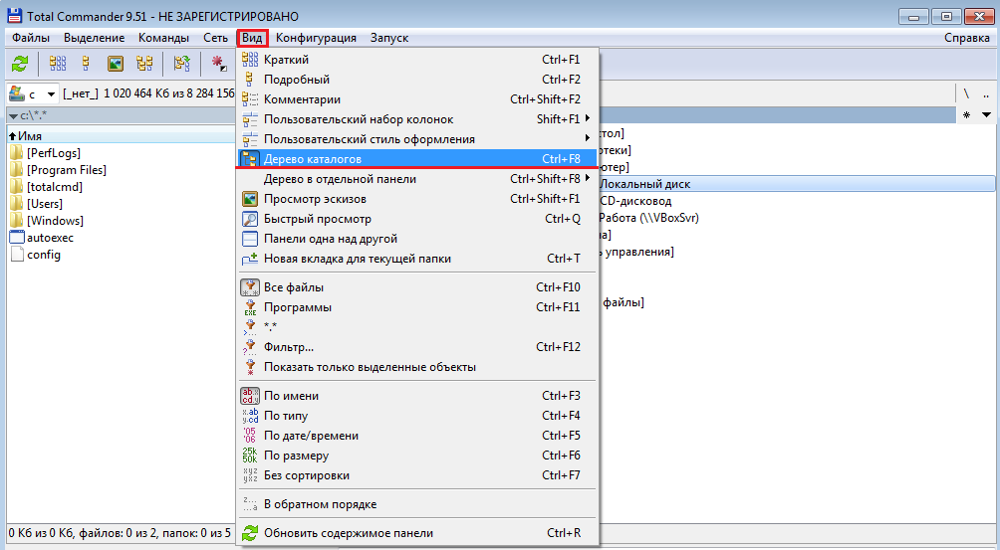 Total Commander 9.51 - НЕ ЗАРЕГИСТРИРОВАНО
Файлы Выделение Команды Сеть Вид Конфигурация Запуск Справка
c [_нет_] 1 020 464 Кб из 8 284 156 \ ..
c:\*.* * 
Имя
[PerfLogs]
[Program Files]
[totalcmd]
[Users]
[Windows]
autoexec
config
Краткий Ctrl+F1
Подробный Ctrl+F2
Комментарии Ctrl+Shift+F2
Пользовательский набор колонок Shift+F1
Пользовательский стиль оформления
Дерево каталогов Ctrl+F8
Дерево в отдельной панели Ctrl+Shift+F8
Просмотр эскизов Ctrl+Shift+F1
Быстрый просмотр Ctrl+Q
Панели одна над другой
Новая вкладка для текущей папки Ctrl+T
Все файлы Ctrl+F10
Программы Ctrl+F11
*.*
Фильтр... Ctrl+F12
Показать только выделенные объекты
По имени Ctrl+F3
По типу Ctrl+F4
По дате/времени Ctrl+F5
По размеру Ctrl+F6
Без сортировки Ctrl+F7
В обратном порядке
Обновить содержимое панели Ctrl+R
стол]
отеки]
ютер]
Локальный диск
CD-дисковод
Работа (\\VBoxSvr)
на]
ь управления]
файлы]
0 Кб из 0 Кб, файлов: 0 из 2, папок: 0 из 5